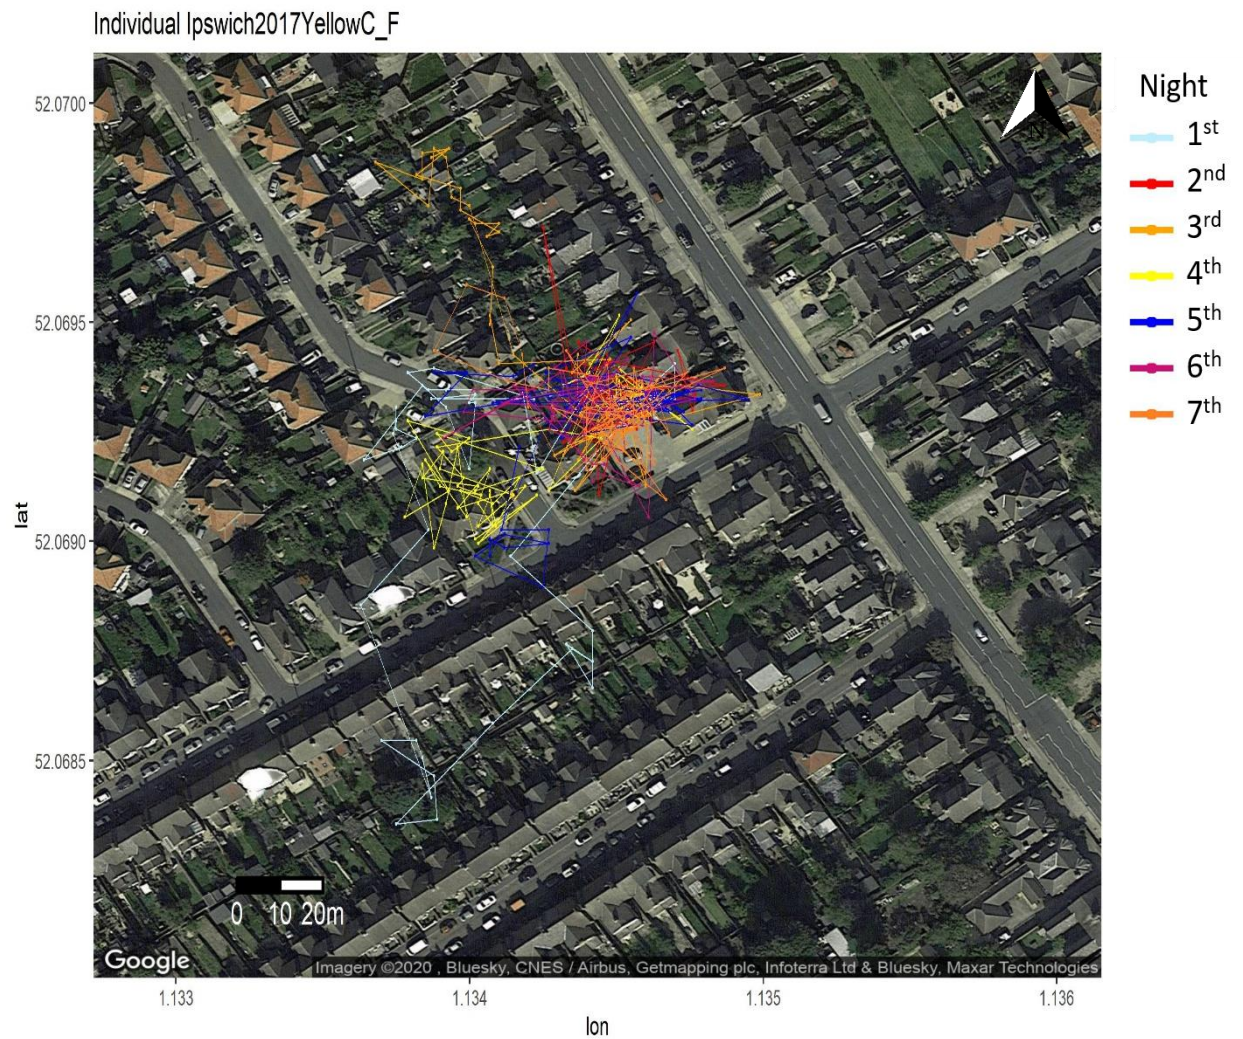 Individual Ipswich2017YellowC_F
Night
1st
2nd
3rd
4th
5th
6th
7th
N
52.0700
52.0695
52.0690
52.0685
lat
0 10 20m
Google
Imagery ©2020 , Bluesky, CNES / Airbus, Getmapping plc, Infoterra Ltd & Bluesky, Maxar Technologies
1.133 1.134 1.135 1.136
lon